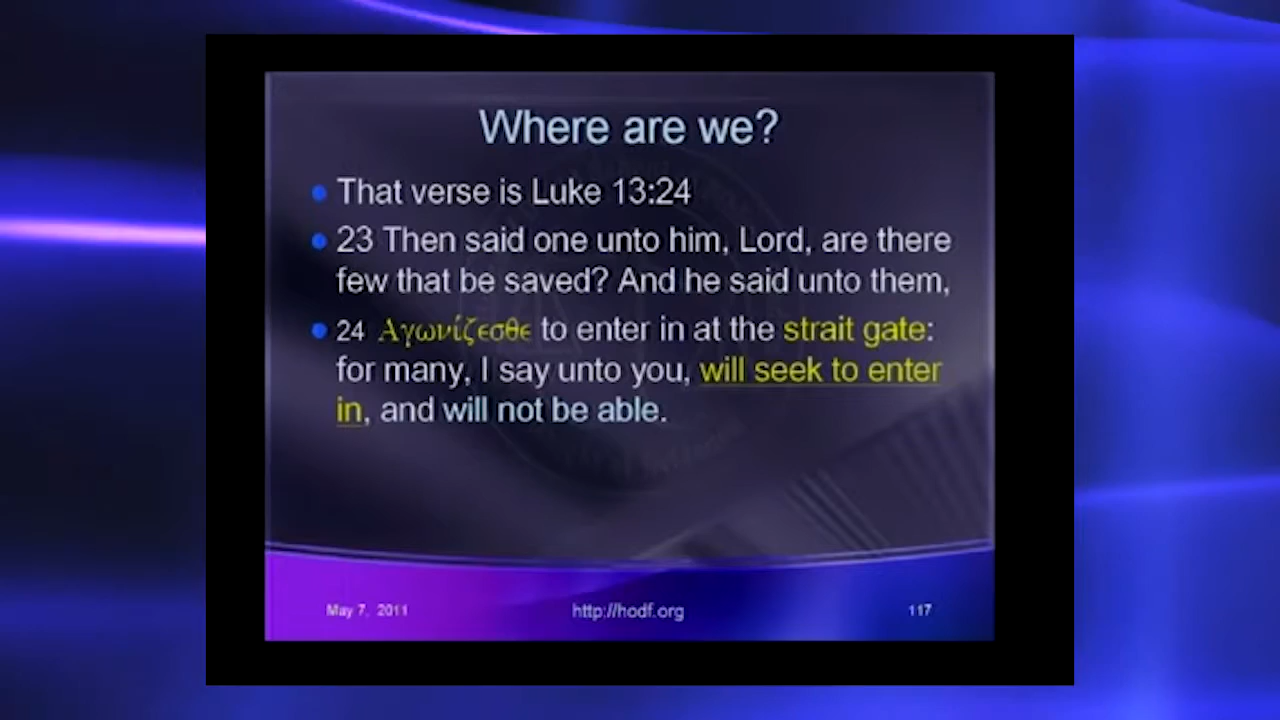 Where are we?
That verse is Luke 13:24
23 Then said one unto him, Lord, are there
few that be saved? And he said unto them,
24 Αγωνίζεσθε to enter in at the strait gate:
for many, I say unto you, will seek to enter
in, and will not be able.
May 7, 2011 http://hodf.org 117